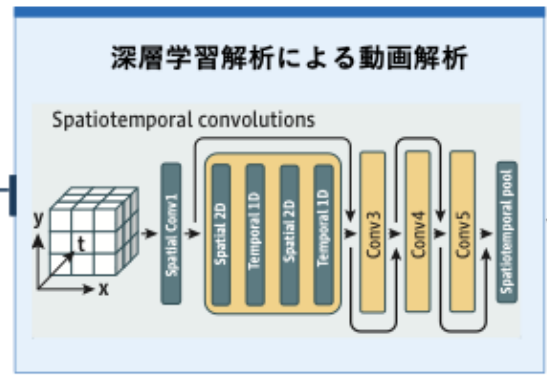 深層学習解析による動画解析
Spatiotemporal convolutions
y
t
x
Spatial Conv1
Spatial 2D
Temporal 1D
Spatial 2D
Temporal 1D
Conv3
Conv4
Conv5
Spatiotemporal pool